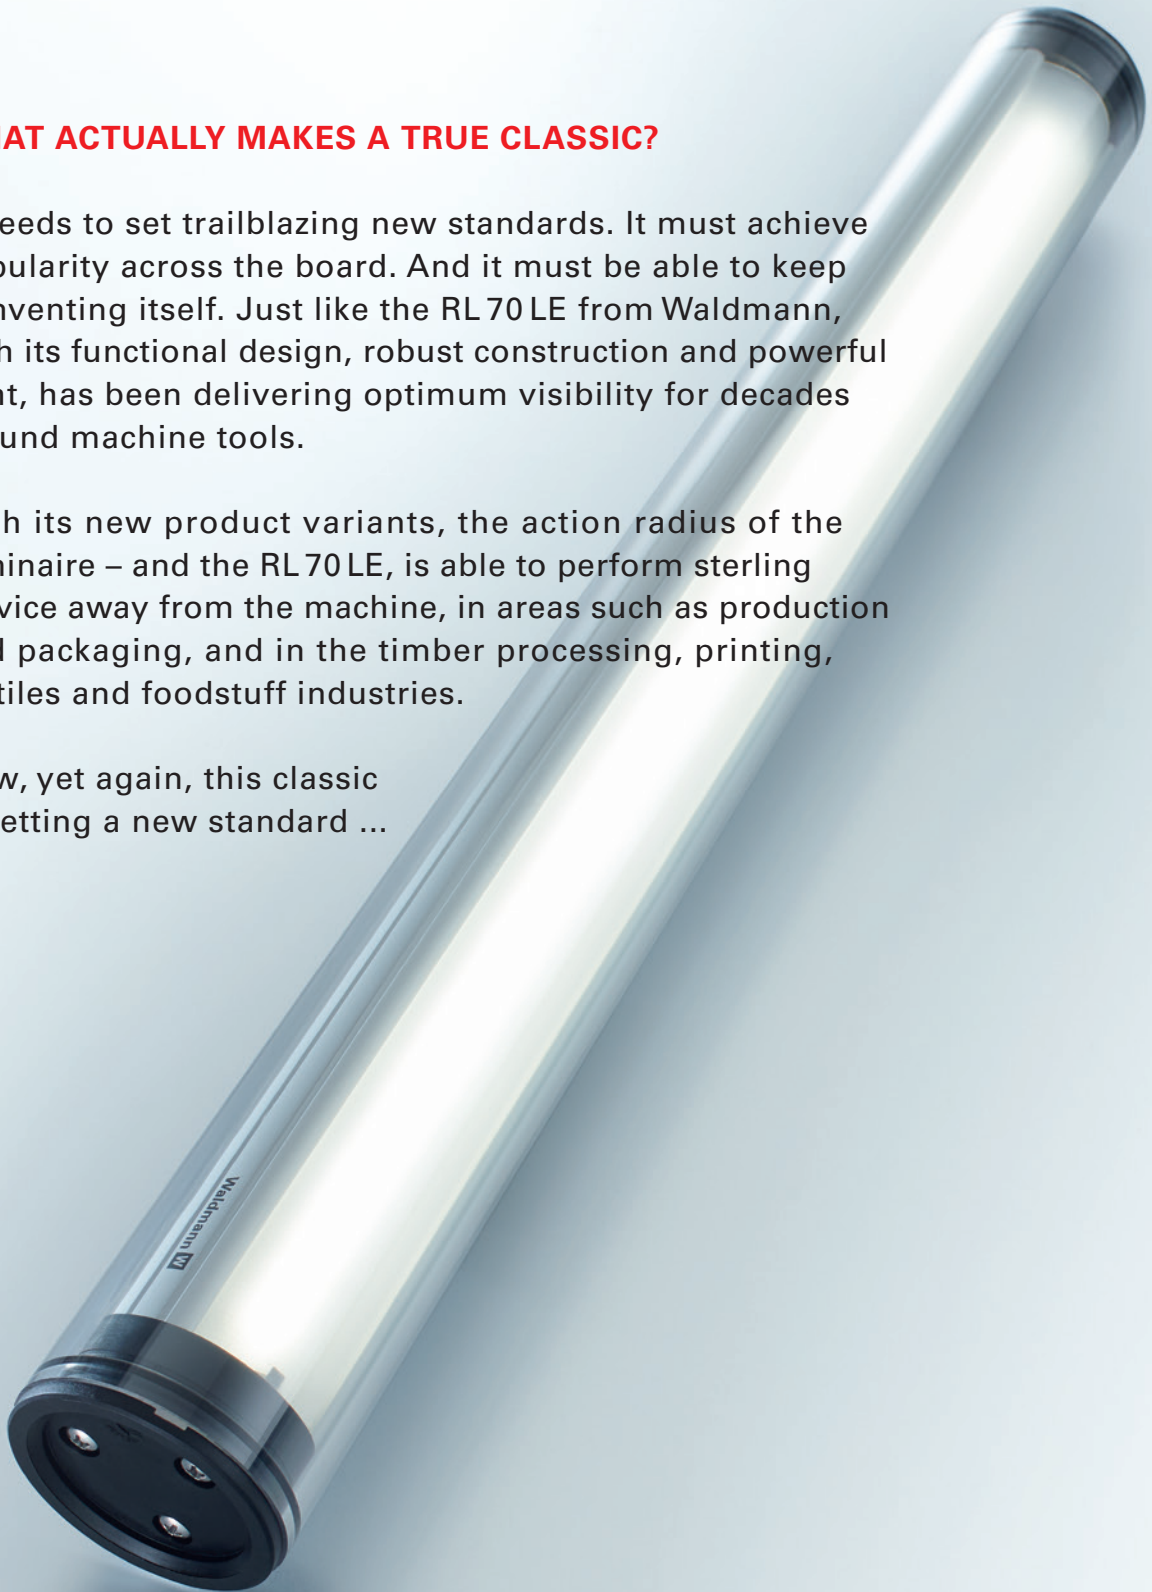 HAT ACTUALLY MAKES A TRUE CLASSIC?
eeds to set trailblazing new standards. It must achieve
pularity across the board. And it must be able to keep
nventing itself. Just like the RL 70 LE from Waldmann,
h its functional design, robust construction and powerful
nt, has been delivering optimum visibility for decades
und machine tools.
h its new product variants, the action radius of the
ninaire – and the RL 70 LE, is able to perform sterling
vice away from the machine, in areas such as production
d packaging, and in the timber processing, printing,
tiles and foodstuff industries.
w, yet again, this classic
etting a new standard ...
Waldmann W